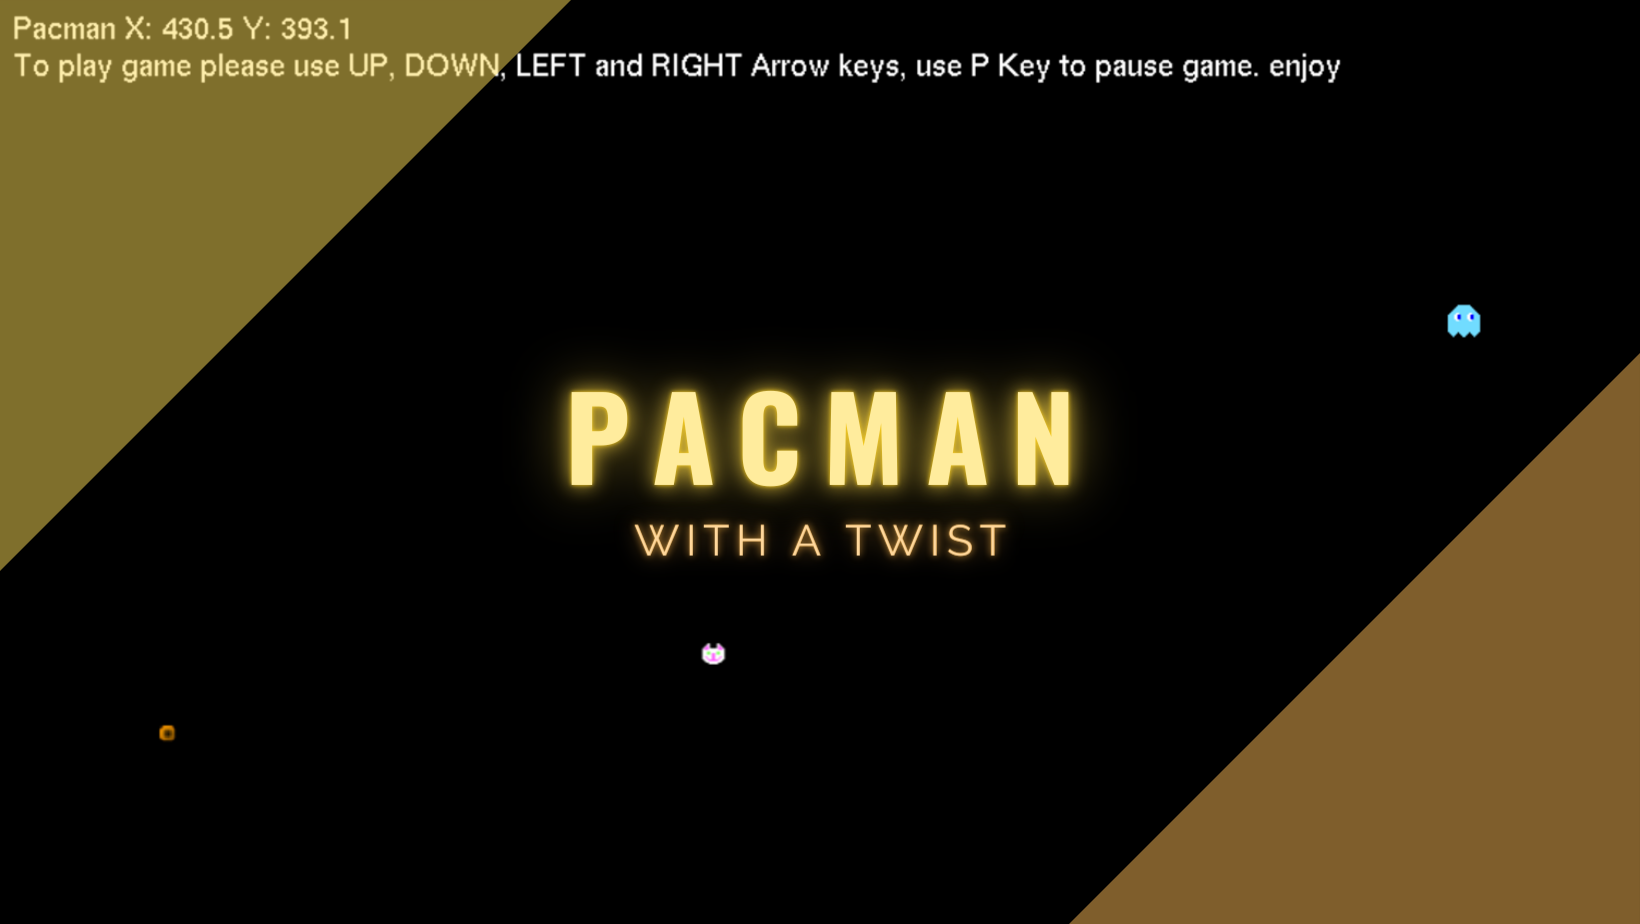 Pacman X: 430.5 Y: 393.1
To play game please use UP, DOWN, LEFT and RIGHT Arrow keys, use P Key to pause game. enjoy
PACMAN
WITH A TWIST